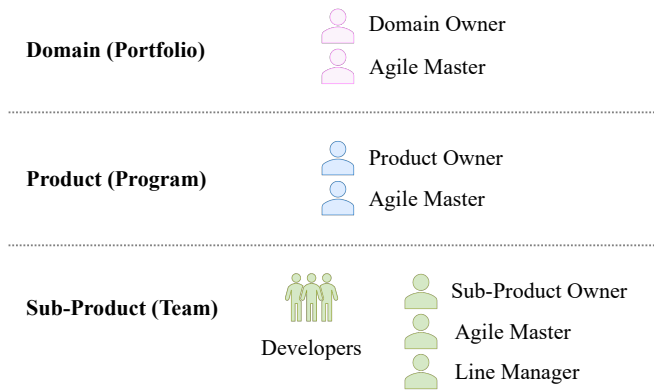 Domain (Portfolio)
Domain Owner
Agile Master
Product (Program)
Product Owner
Agile Master
Sub-Product (Team)
Developers
Sub-Product Owner
Agile Master
Line Manager